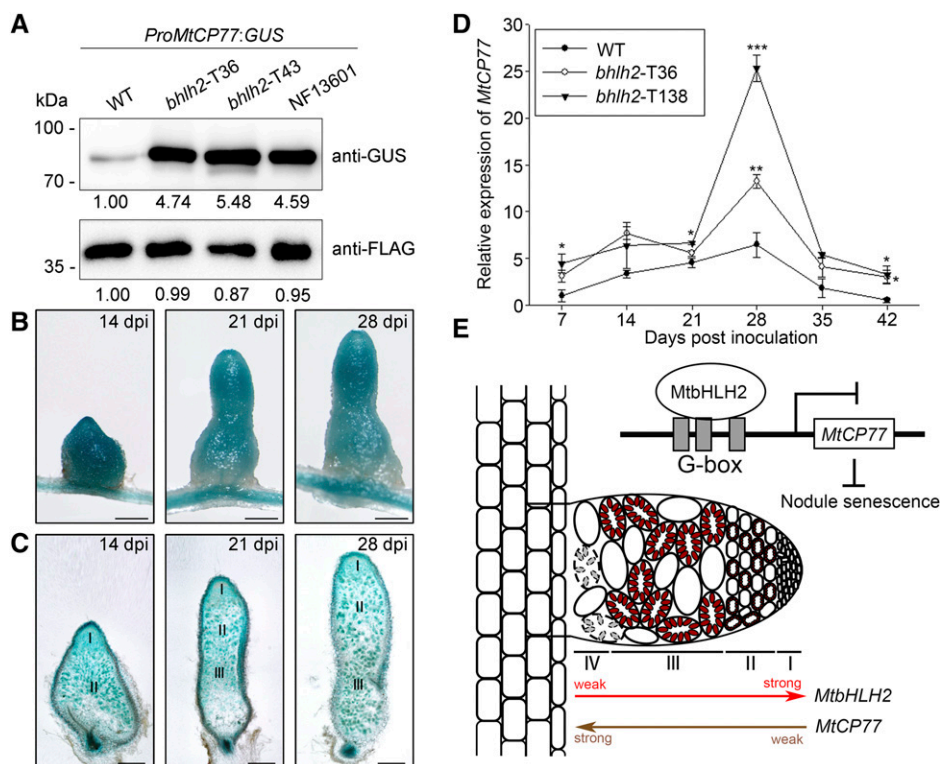 A
ProMtCP77:GUS
kDa
WT
bhlh2-T36
bhlh2-T43
NF13601
100 -
70 -
anti-GUS
1.00 4.74 5.48 4.59
35 -
anti-FLAG
1.00 0.99 0.87 0.95
B
14 dpi
21 dpi
28 dpi
C
14 dpi
21 dpi
28 dpi
I
II
I
II
III
I
II
III
D
Relative expression of MtCP77
30
25
20
15
10
5
0
WT
bhlh2-T36
bhlh2-T138
*
*
***
**
*
*
7 14 21 28 35 42
Days post inoculation
E
MtbHLH2
G-box
MtCP77
Nodule senescence
IV III II I
weak strong
MtbHLH2
MtCP77
strong weak